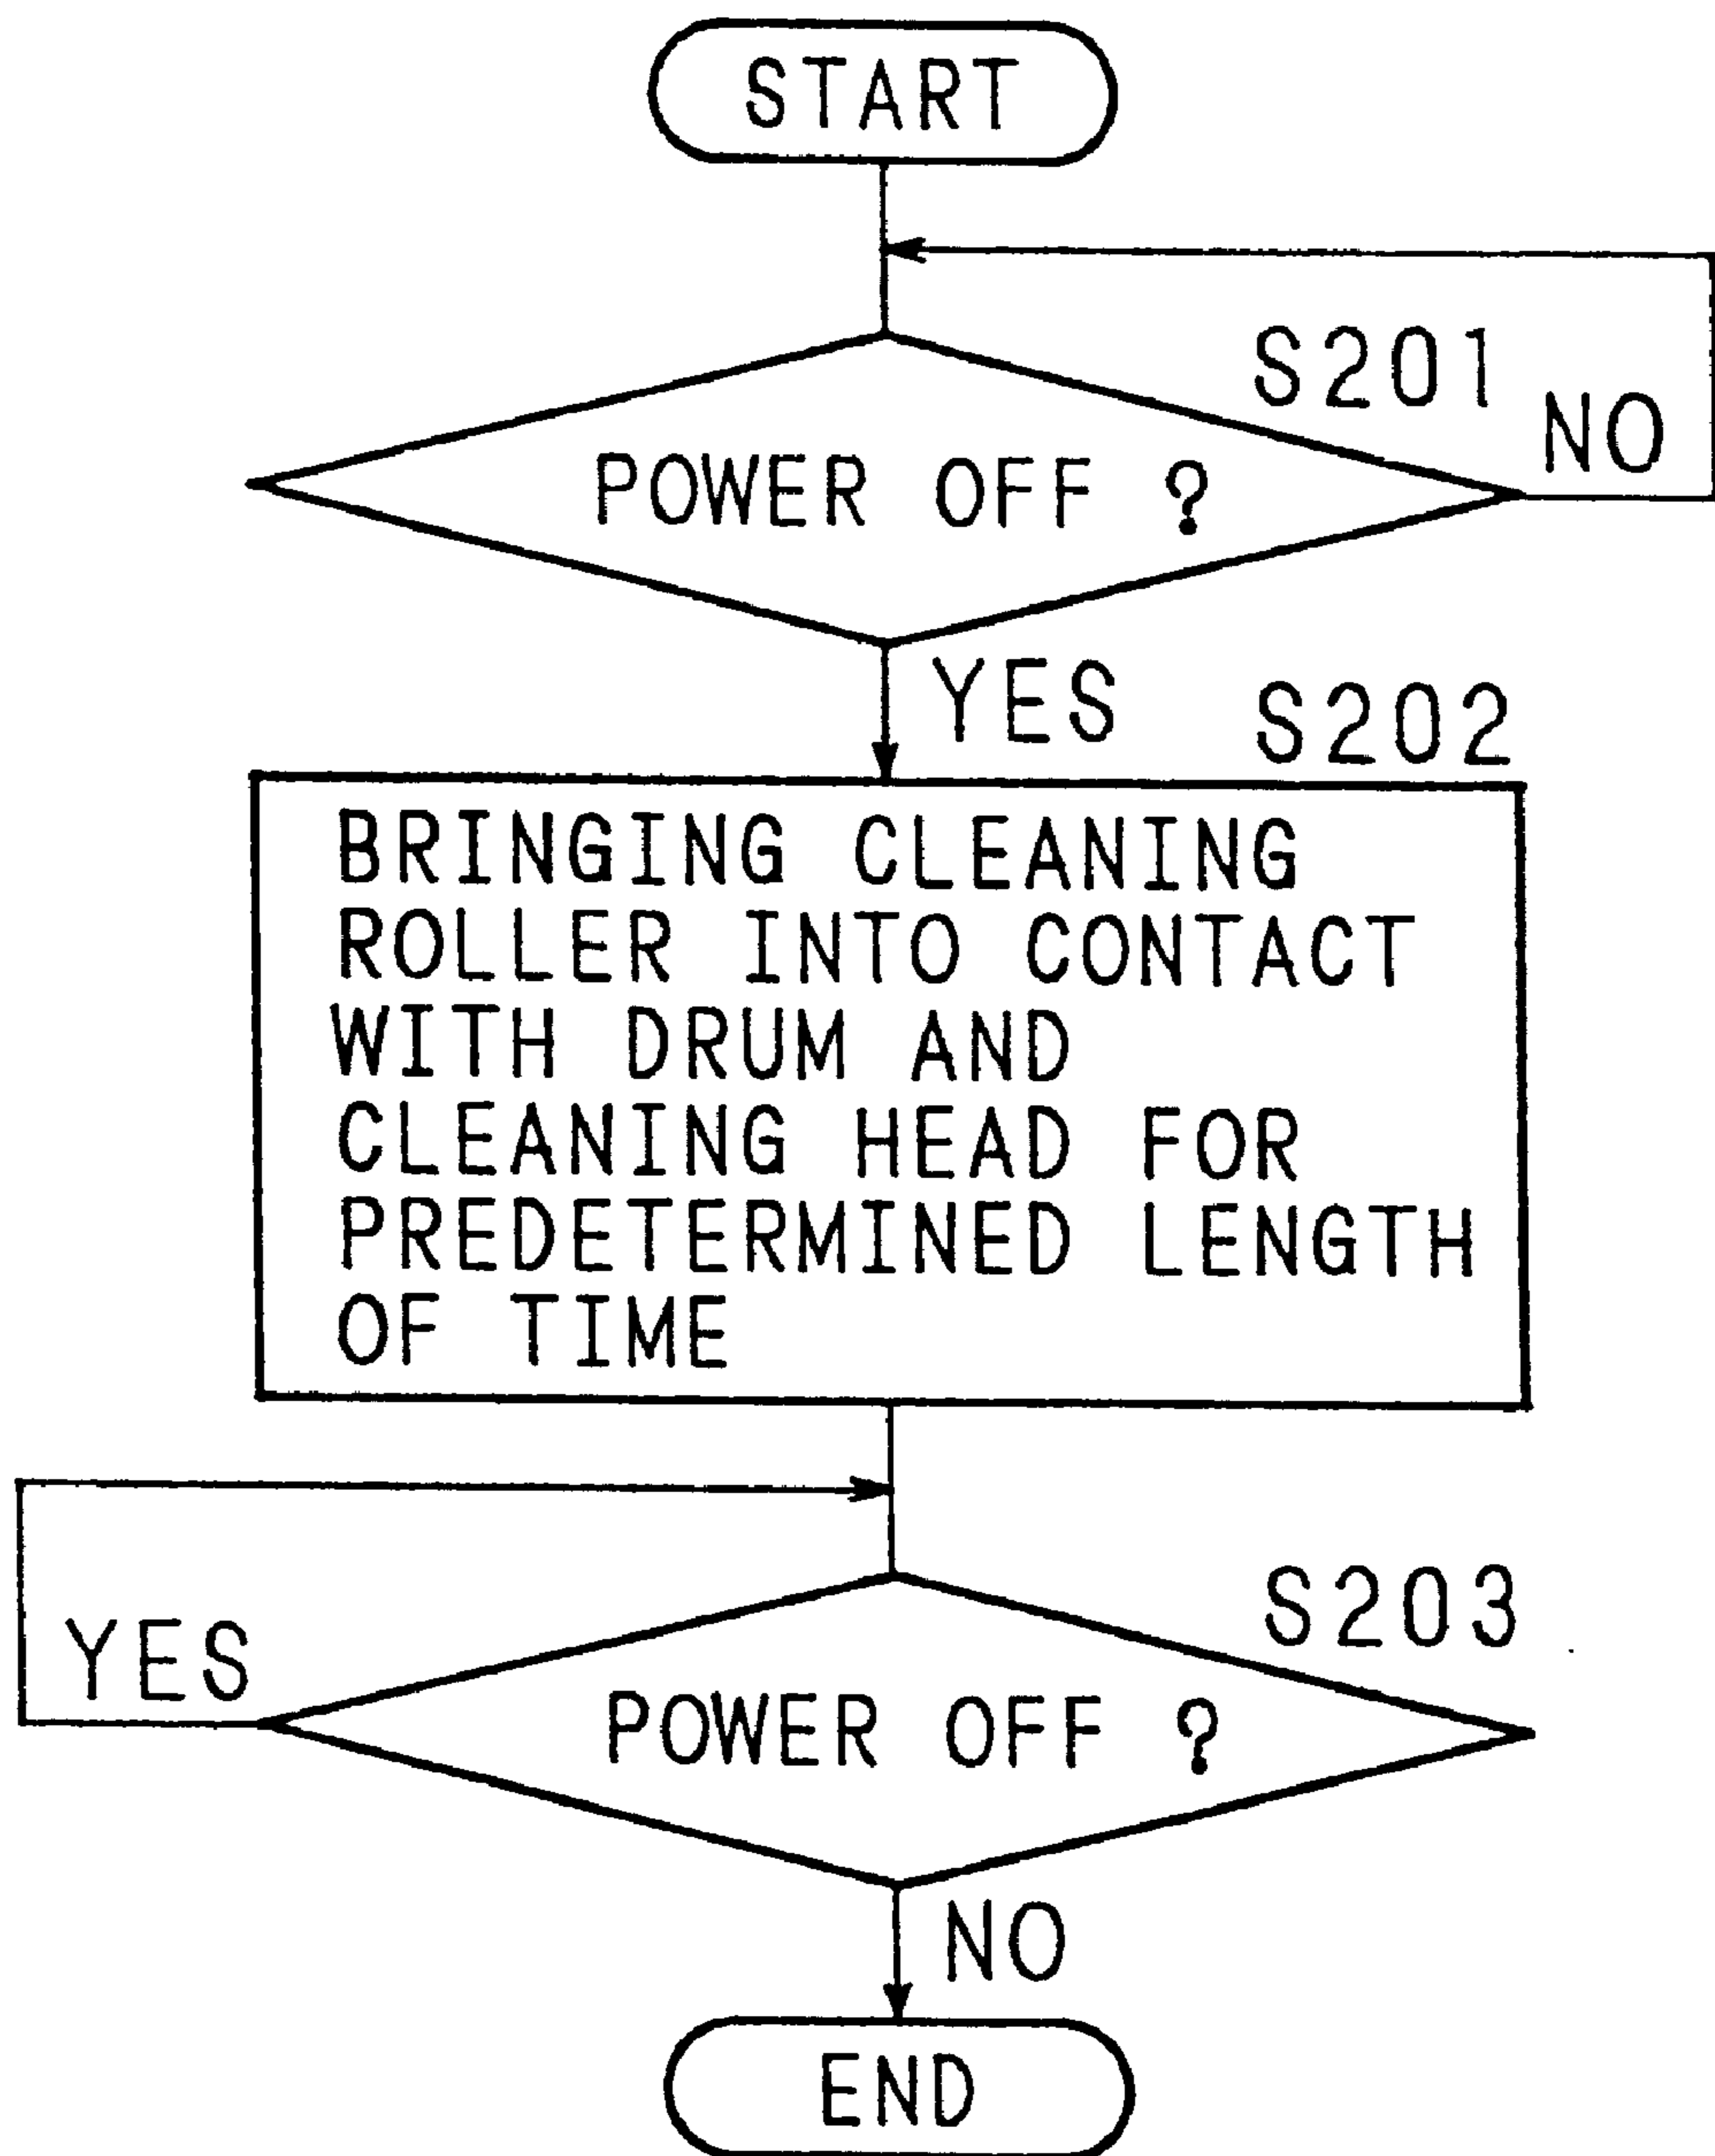 START
S201
NO
POWER OFF ?
YES
S202
BRINGING CLEANING
ROLLER INTO CONTACT
WITH DRUM AND
CLEANING HEAD FOR
PREDETERMINED LENGTH
OF TIME
S203
YES
POWER OFF ?
NO
END